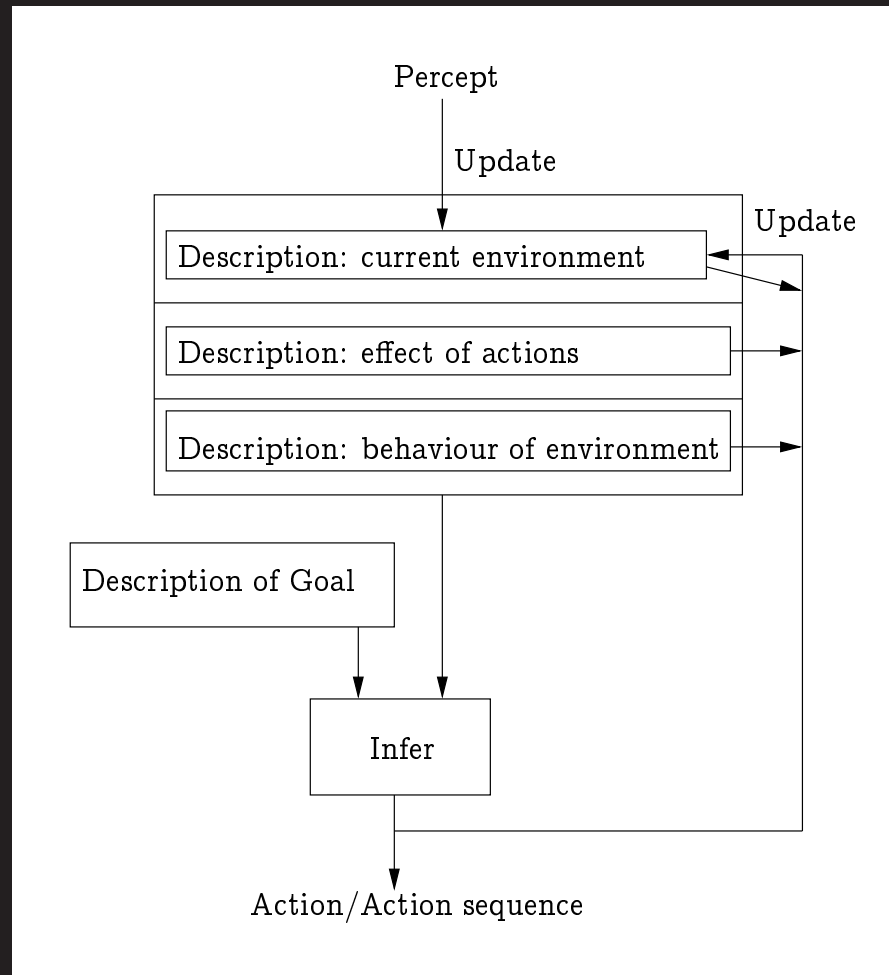 Percept
Update
Update
Description: current environment
Description: effect of actions
Description: behaviour of environment
Description of Goal
Infer
Action/Action sequence